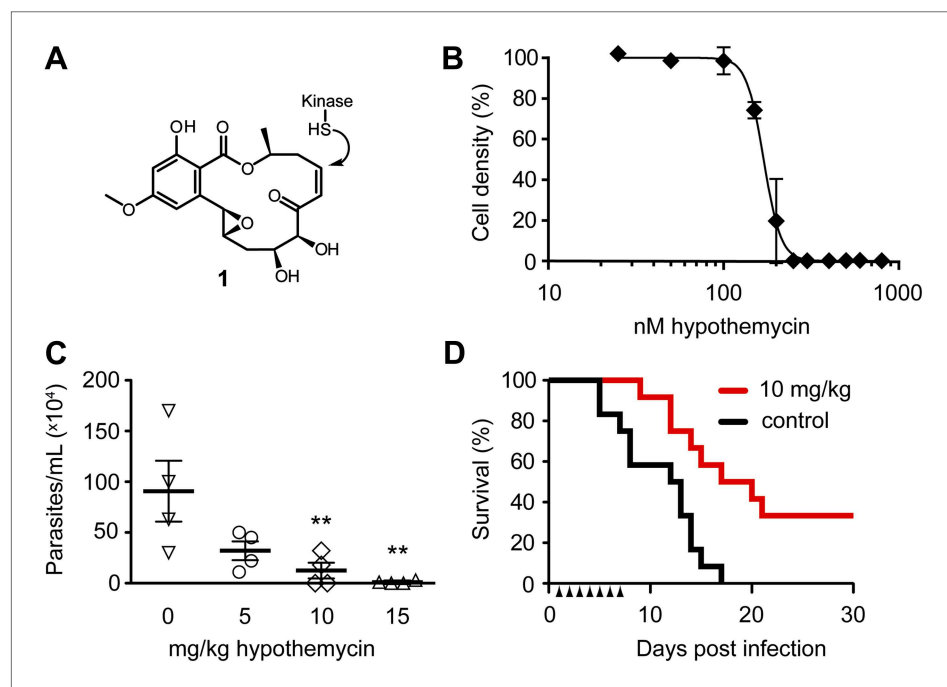 A
Kinase
HS
OH
O
O
O
O
O
OH
OH
1
B
Cell density (%)
100
80
60
40
20
0
10
100
1000
nM hypothemycin
C
Parasites/mL (×10⁴)
200
150
100
50
0
**
**
0
5
10
15
mg/kg hypothemycin
D
Survival (%)
100
80
60
40
20
0
10 mg/kg
control
0
10
20
30
Days post infection